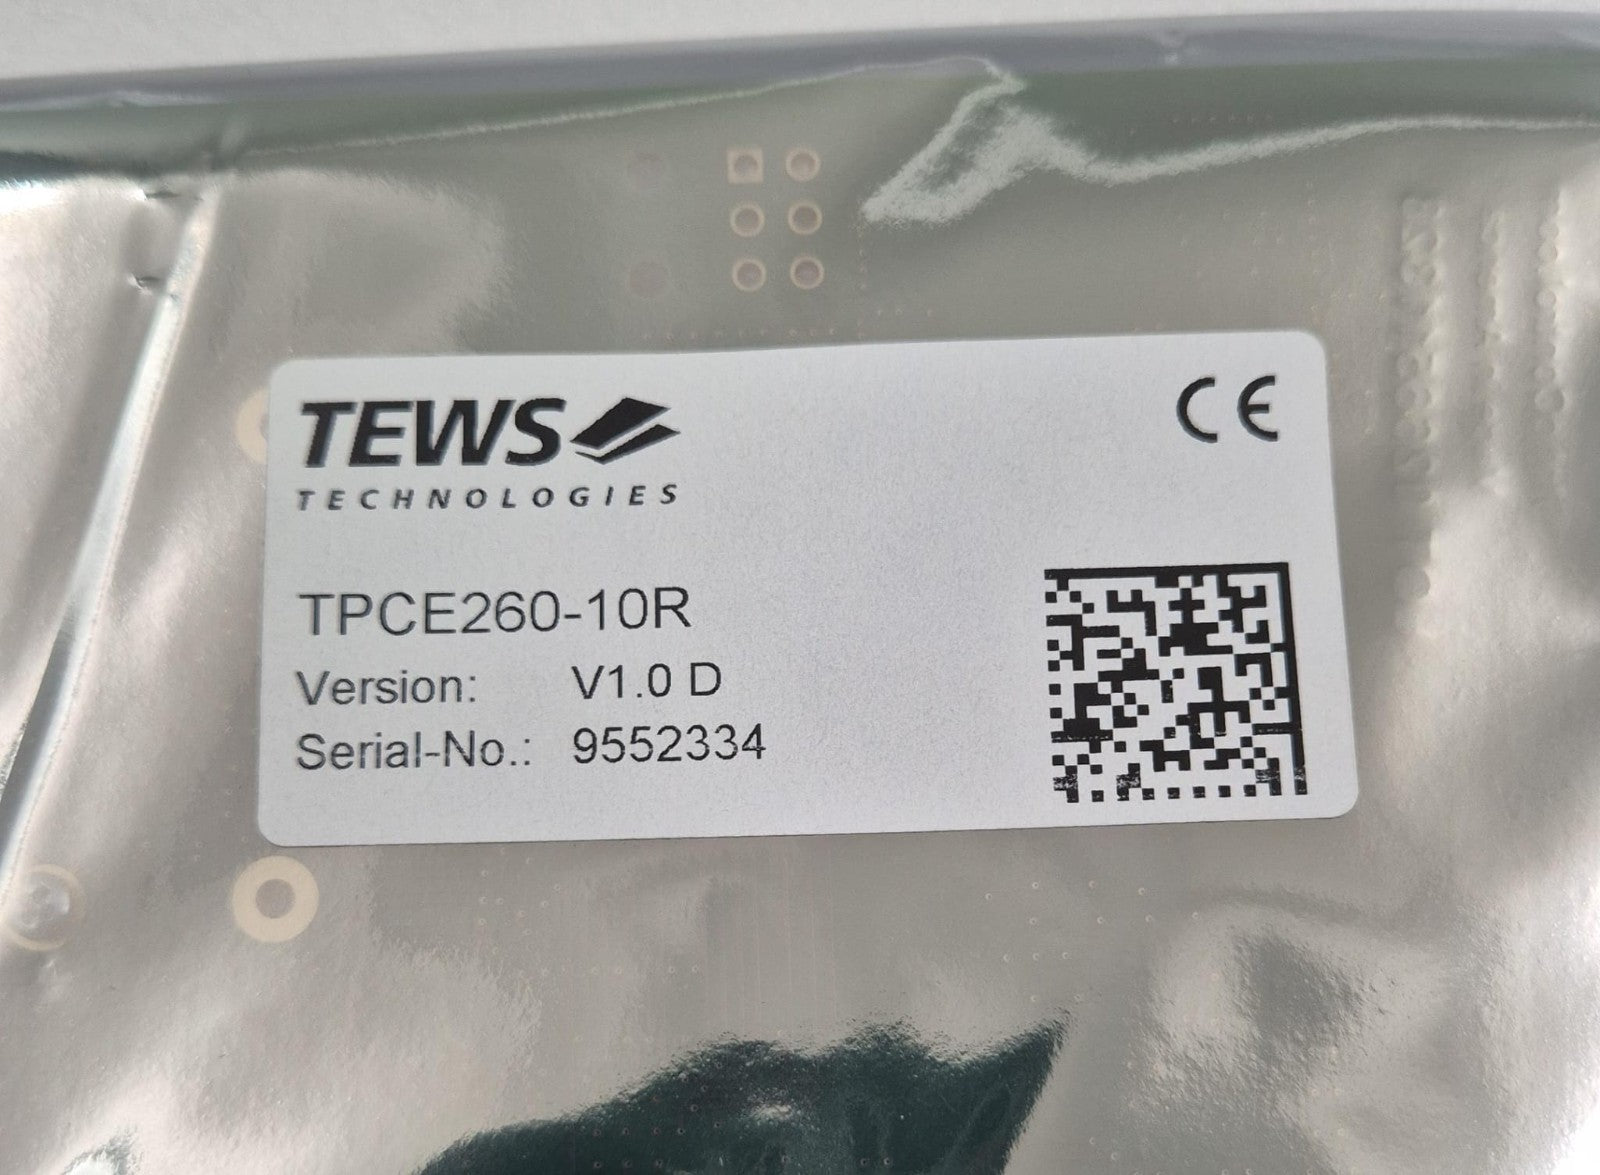 TEWS
TECHNOLOGIES
CE
TPCE260-10R
Version: V1.0 D
Serial-No.: 9552334